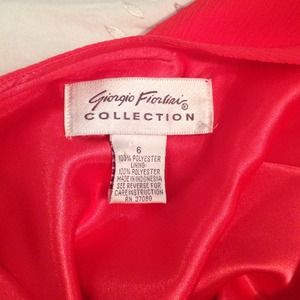 Giorgio Fiorlini ®
COLLECTION
6
100% POLYESTER
LINING:
100% POLYESTER
MADE IN INDONESIA
SEE REVERSE FOR
CARE INSTRUCTION
RN 37080